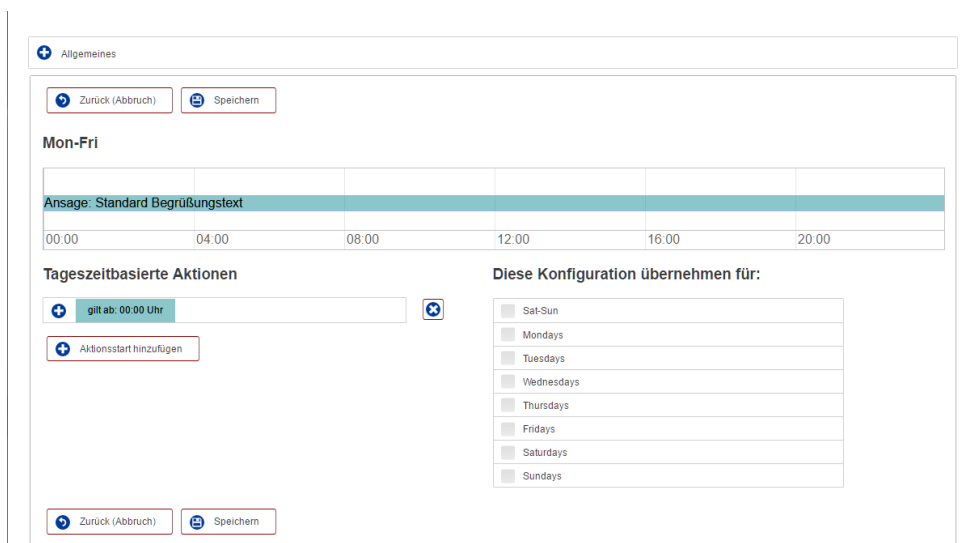 Allgemeines
Zurück (Abbruch) Speichern
Mon-Fri
Ansage: Standard Begrüßungstext
00:00 04:00 08:00 12:00 16:00 20:00
Tageszeitbasierte Aktionen
gilt ab: 00:00 Uhr
Aktionsstart hinzufügen
Diese Konfiguration übernehmen für:
Sat-Sun
Mondays
Tuesdays
Wednesdays
Thursdays
Fridays
Saturdays
Sundays
Zurück (Abbruch) Speichern